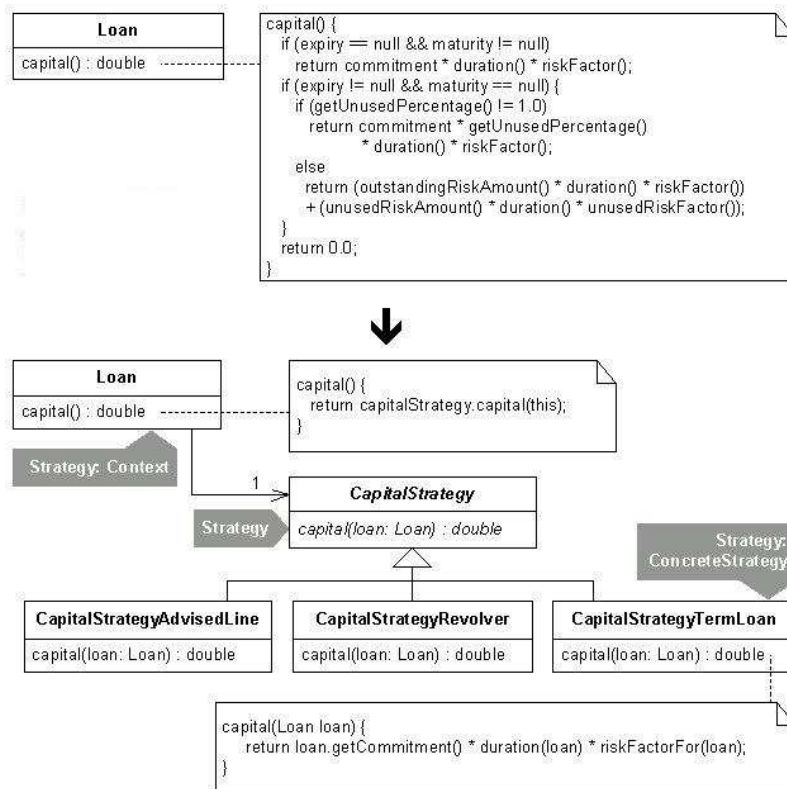 Loan
capital() : double
capital() {
if (expiry == null && maturity != null)
return commitment * duration() * riskFactor();
if (expiry != null && maturity == null) {
if (getUnusedPercentage() != 1.0)
return commitment * getUnusedPercentage()
* duration() * riskFactor();
else
return (outstandingRiskAmount() * duration() * riskFactor())
+ (unusedRiskAmount() * duration() * unusedRiskFactor());
}
return 0.0;
}
Loan
capital() : double
capital() {
return capitalStrategy.capital(this);
}
Strategy: Context
1
CapitalStrategy
capital(loan: Loan) : double
Strategy
Strategy:
ConcreteStrategy
CapitalStrategyAdvisedLine
capital(loan: Loan) : double
CapitalStrategyRevolver
capital(loan: Loan) : double
CapitalStrategyTermLoan
capital(loan: Loan) : double
capital(Loan loan) {
return loan.getCommitment() * duration(loan) * riskFactorFor(loan);
}